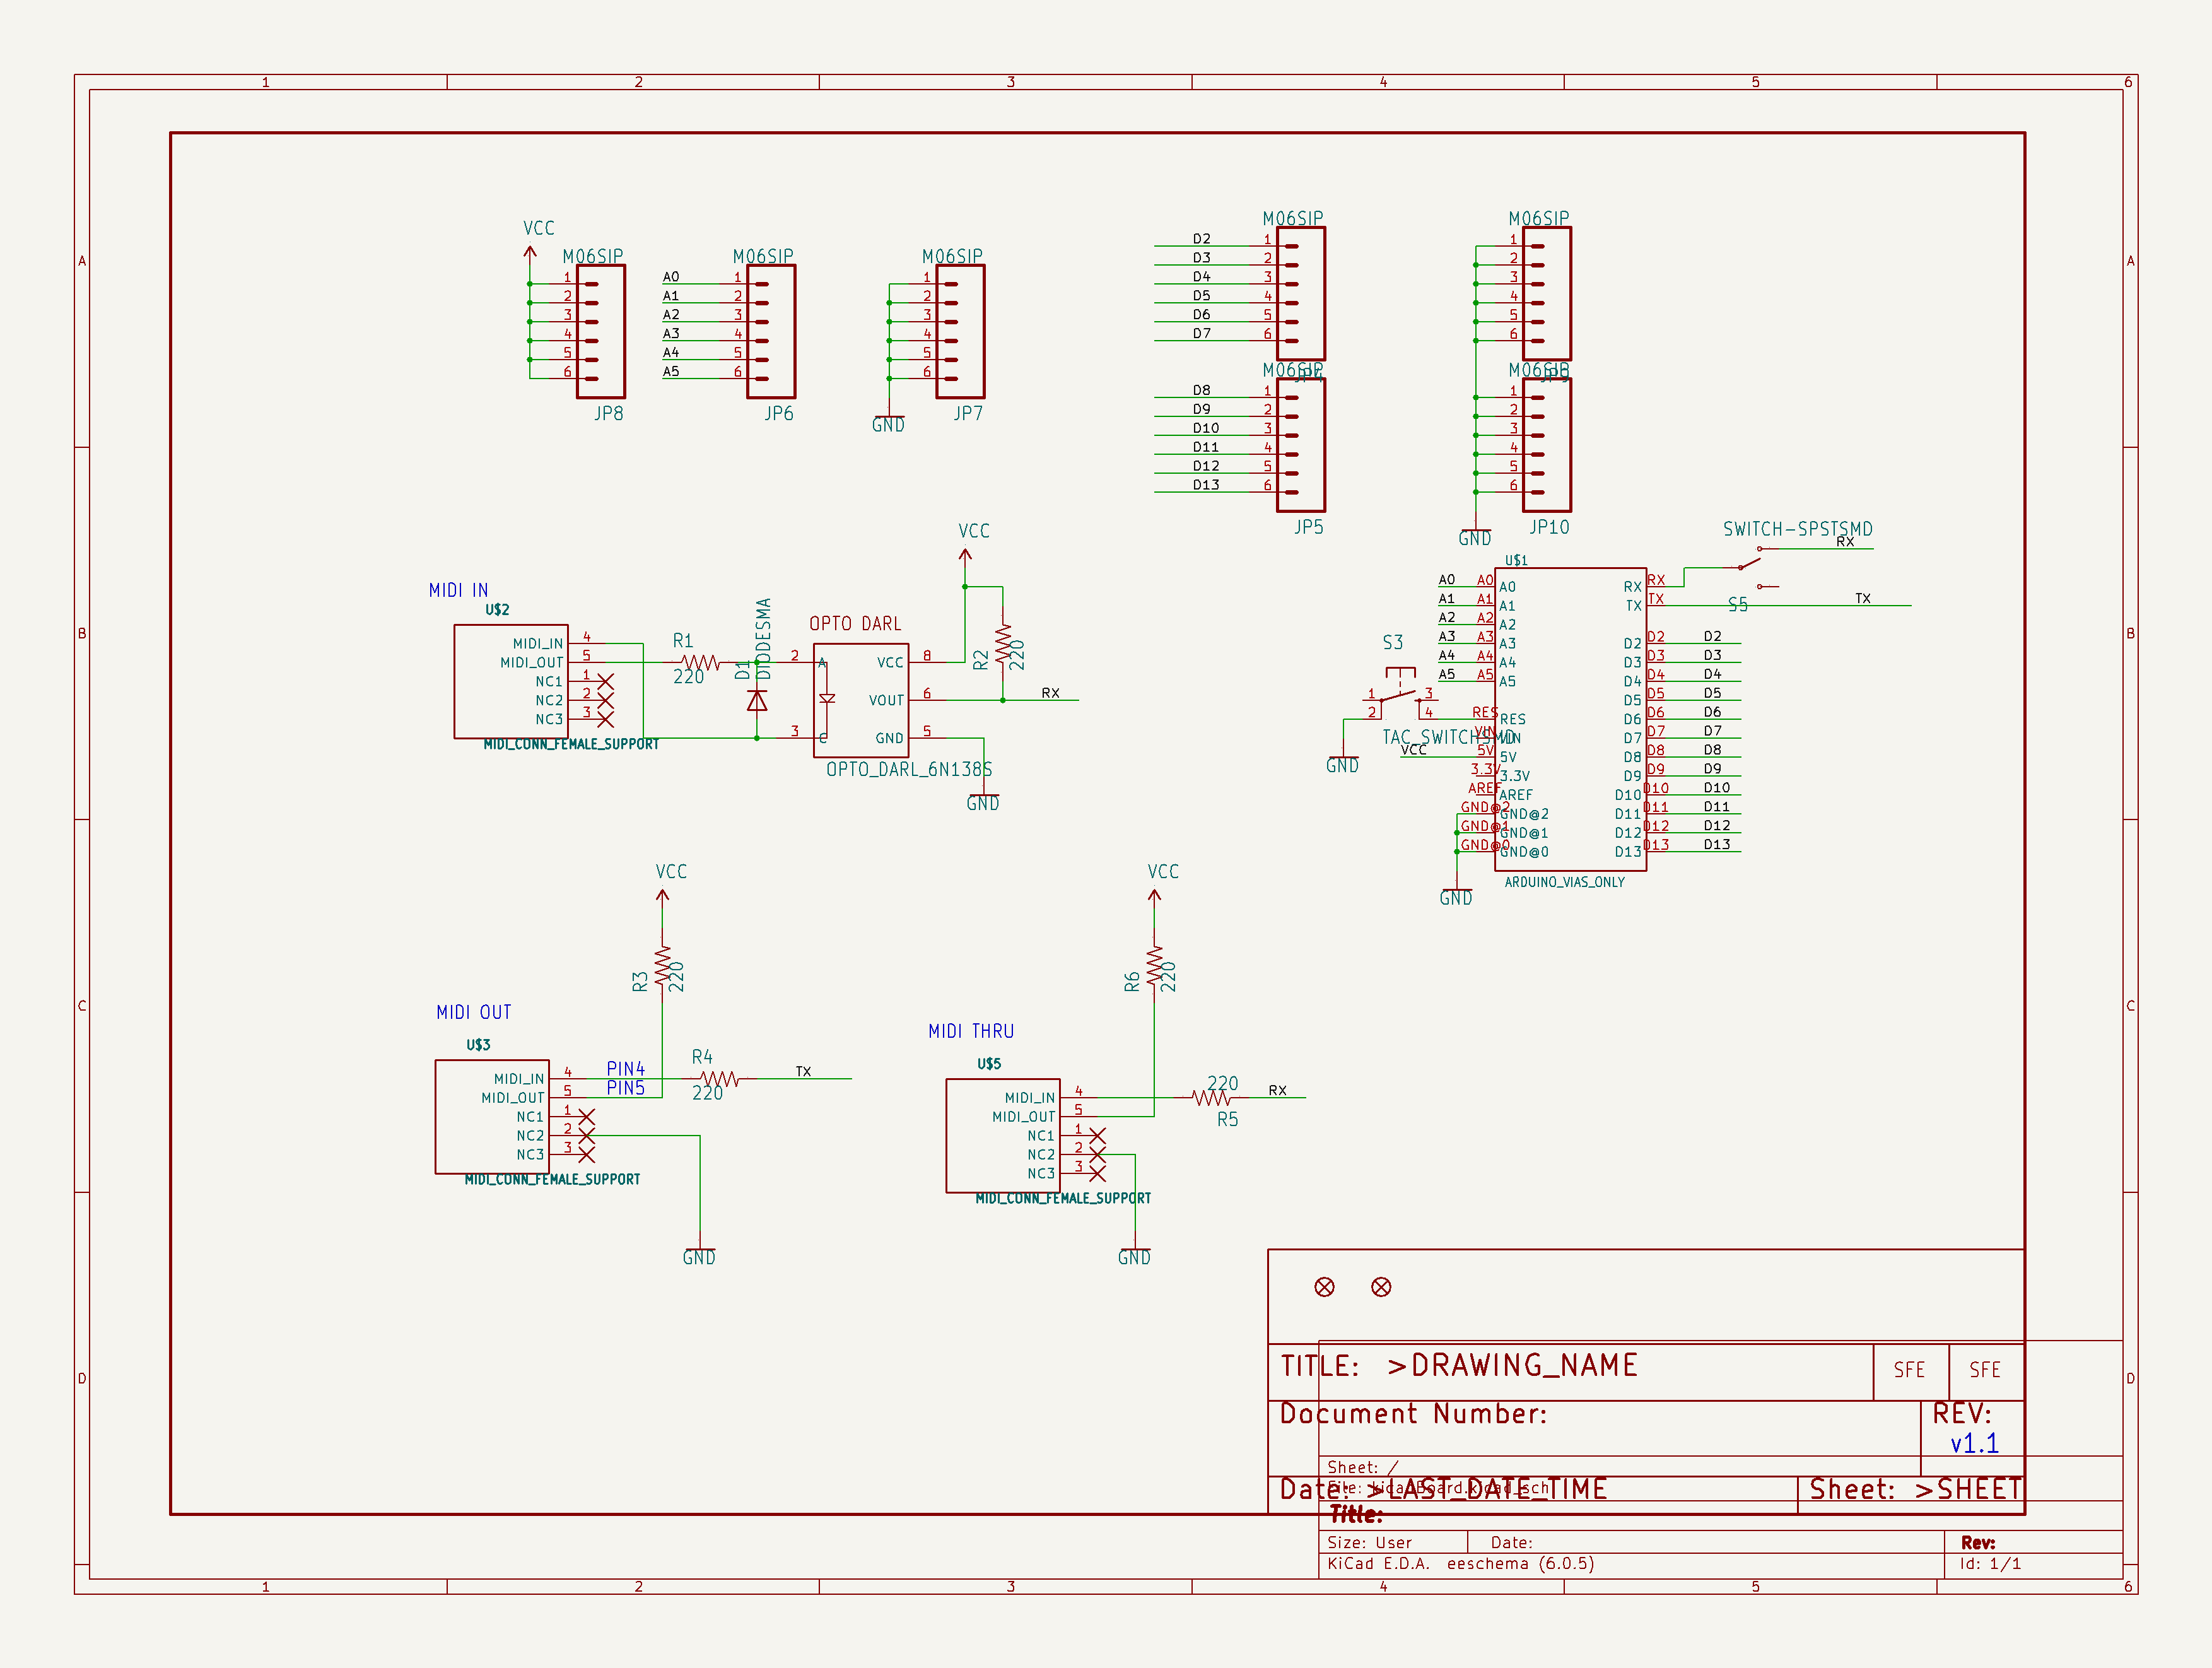 1 2 3 4 5 6
A A
B B
C C
D D
VCC
M06SIP
1
2
3
4
5
6
JP8
M06SIP
A0 1
A1 2
A2 3
A3 4
A4 5
A5 6
JP6
M06SIP
1
2
3
4
5
6
JP7
GND
M06SIP
D2 1
D3 2
D4 3
D5 4
D6 5
D7 6
JP4
M06SIP
D8 1
D9 2
D10 3
D11 4
D12 5
D13 6
JP5
M06SIP
1
2
3
4
5
6
JP9
M06SIP
1
2
3
4
5
6
JP10
GND
MIDI IN
U$2
MIDI_IN 4
MIDI_OUT 5
NC1 1
NC2 2
NC3 3
MIDI_CONN_FEMALE_SUPPORT
R1
220
D1
DIODESMA
OPTO DARL
2 A VCC 8
VOUT 6
3 C GND 5
OPTO_DARL_6N138S
VCC
R2
220
RX
GND
SWITCH-SPSTSMD
RX
S5
TX
S3
1 3
2 4
TAC_SWITCHSMD
GND
VCC
U$1
A0 A0 A0 RX RX
A1 A1 A1 TX TX
A2 A2 A2
A3 A3 A3 D2 D2 D2
A4 A4 A4 D3 D3 D3
A5 A5 A5 D4 D4 D4
D5 D5 D5
RES RES D6 D6 D6
VIN VIN D7 D7 D7
5V 5V D8 D8 D8
3.3V 3.3V D9 D9 D9
AREF AREF D10 D10 D10
GND@2 GND@2 D11 D11 D11
GND@1 GND@1 D12 D12 D12
GND@0 GND@0 D13 D13 D13
ARDUINO_VIAS_ONLY
GND
VCC
R3
220
MIDI OUT
U$3
MIDI_IN 4 PIN4
MIDI_OUT 5 PIN5
NC1 1
NC2 2
NC3 3
MIDI_CONN_FEMALE_SUPPORT
R4
220
TX
GND
VCC
R6
220
MIDI THRU
U$5
MIDI_IN 4
MIDI_OUT 5
NC1 1
NC2 2
NC3 3
MIDI_CONN_FEMALE_SUPPORT
220
R5
RX
GND
TITLE: >DRAWING_NAME
SFE SFE
Document Number:
REV:
v1.1
Date: >LAST_DATE_TIME
Sheet: >SHEET
Sheet: /
File: kicadBoard.kicad_sch
Title:
Size: User Date: Rev:
KiCad E.D.A. eeschema (6.0.5) Id: 1/1
1 2 3 4 5 6